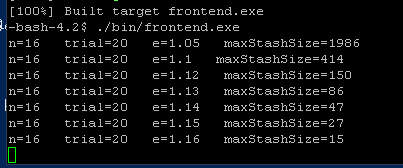 [100%] Built target frontend.exe
-bash-4.2$ ./bin/frontend.exe
n=16   trial=20   e=1.05   maxStashSize=1986
n=16   trial=20   e=1.1   maxStashSize=414
n=16   trial=20   e=1.12   maxStashSize=150
n=16   trial=20   e=1.13   maxStashSize=86
n=16   trial=20   e=1.14   maxStashSize=47
n=16   trial=20   e=1.15   maxStashSize=27
n=16   trial=20   e=1.16   maxStashSize=15